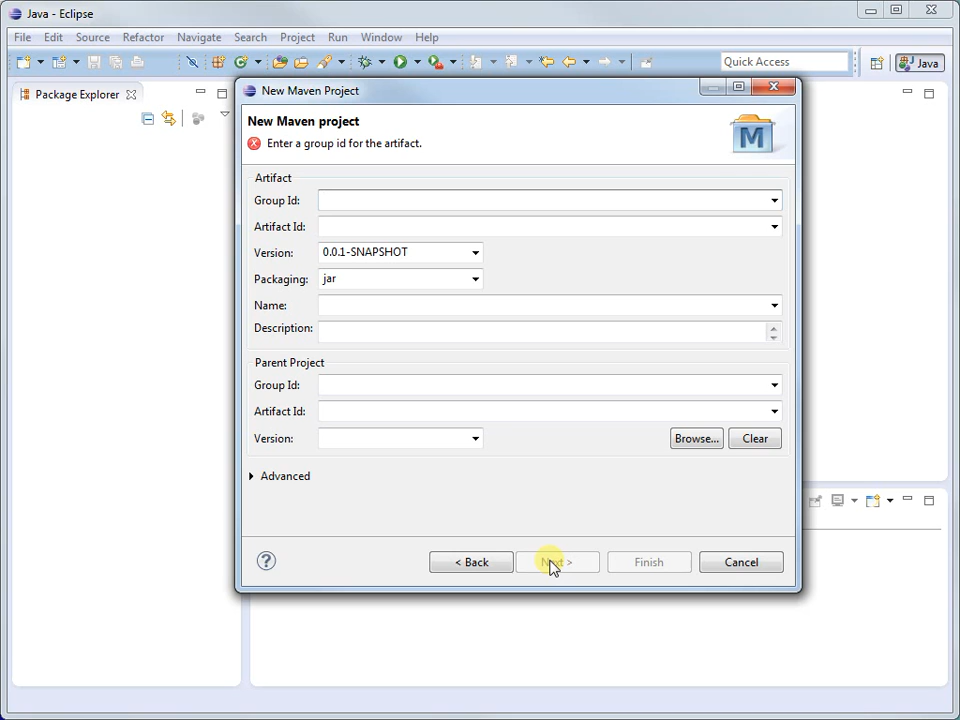 Java - Eclipse
File Edit Source Refactor Navigate Search Project Run Window Help
Quick Access
Java
Package Explorer
New Maven Project
New Maven project
Enter a group id for the artifact.
M
Artifact
Group Id:
Artifact Id:
Version: 0.0.1-SNAPSHOT
Packaging: jar
Name:
Description:
Parent Project
Group Id:
Artifact Id:
Version:
Browse... Clear
Advanced
? < Back Next > Finish Cancel